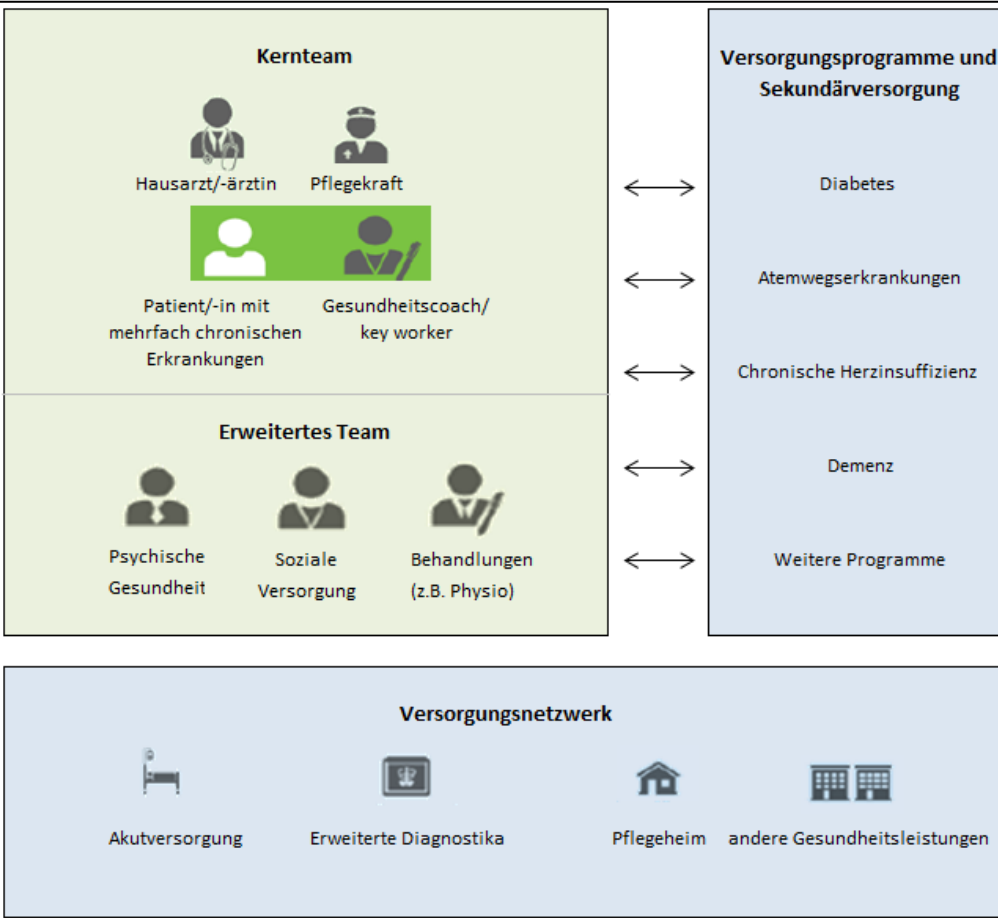 Kernteam
Hausarzt/-ärztin
Pflegekraft
Patient/-in mit
mehrfach chronischen
Erkrankungen
Gesundheitscoach/
key worker
Erweitertes Team
Psychische
Gesundheit
Soziale
Versorgung
Behandlungen
(z.B. Physio)
Versorgungsprogramme und
Sekundärversorgung
Diabetes
Atemwegserkrankungen
Chronische Herzinsuffizienz
Demenz
Weitere Programme
Versorgungsnetzwerk
Akutversorgung
Erweiterte Diagnostika
Pflegeheim
andere Gesundheitsleistungen